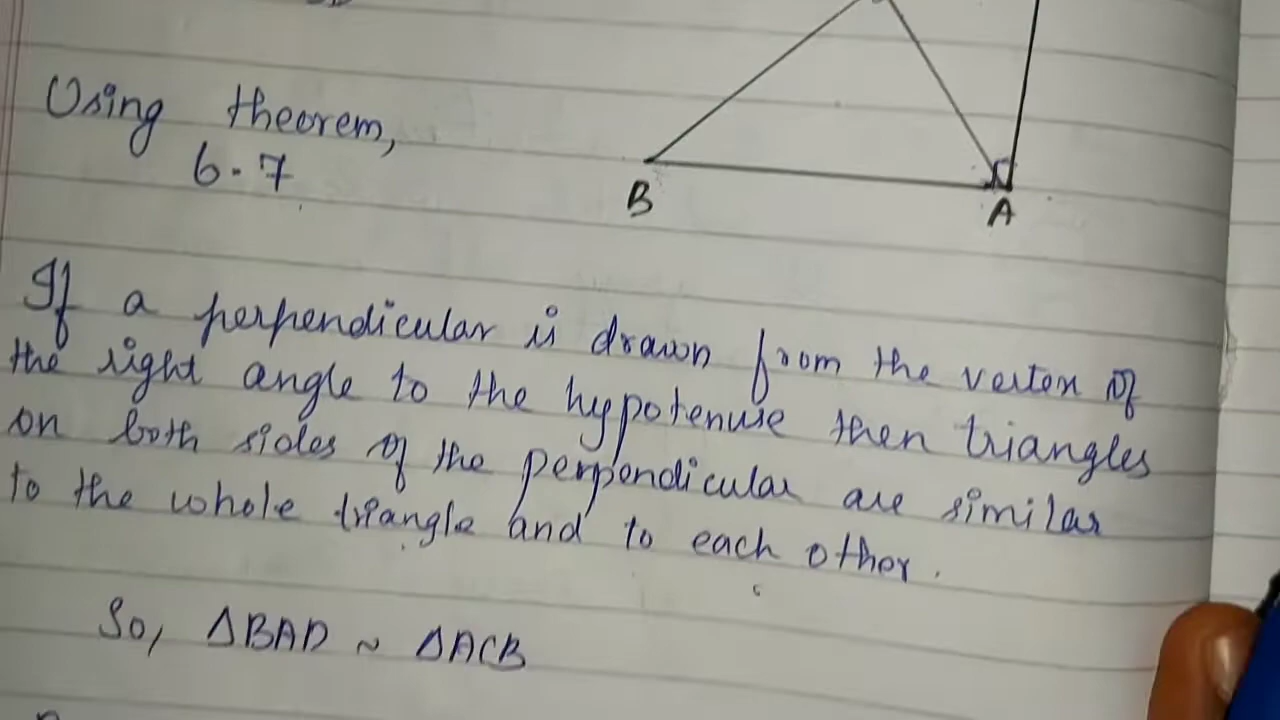 Using theorem,
6.7
B
A
If a perpendicular is drawn from the vertex of
the right angle to the hypotenuse then triangles
on both sides of the perpendicular are similar
to the whole triangle and to each other.
So, ΔBAD ~ ΔACB